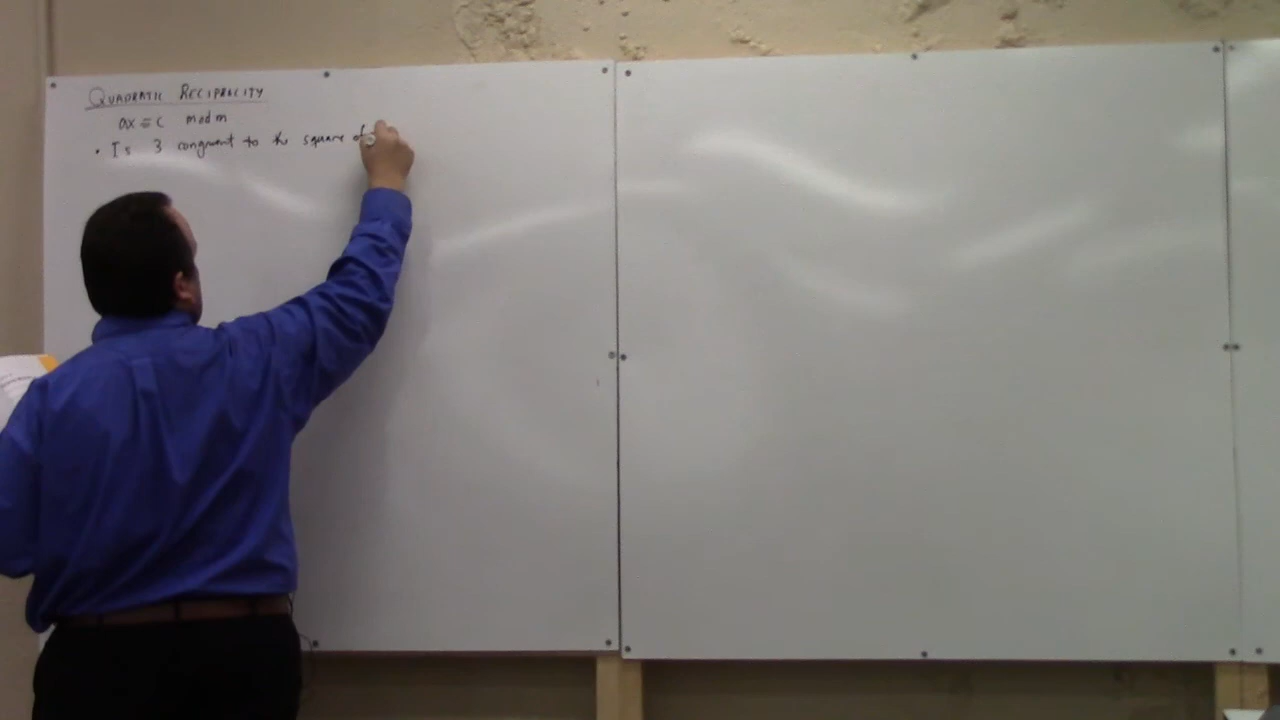 QUADRATIC RECIPROCITY
ax ≡ c mod m
• Is 3 congruent to the square of